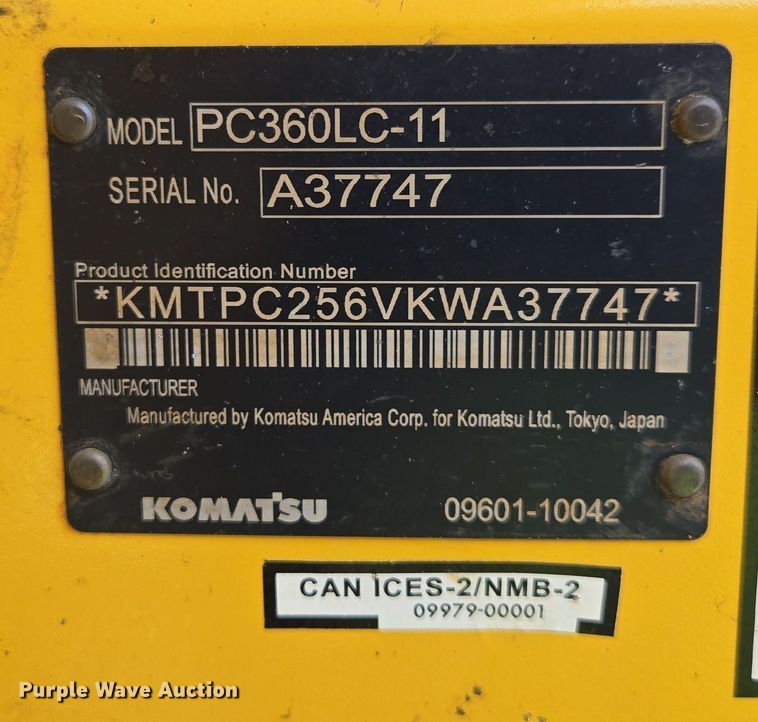 MODEL PC360LC-11
SERIAL No. A37747
Product Identification Number
*KMTPC256VKWA37747*
MANUFACTURER
Manufactured by Komatsu America Corp. for Komatsu Ltd., Tokyo, Japan
KOMATSU 09601-10042
CAN ICES-2/NMB-2
09979-00001
Purple Wave Auction